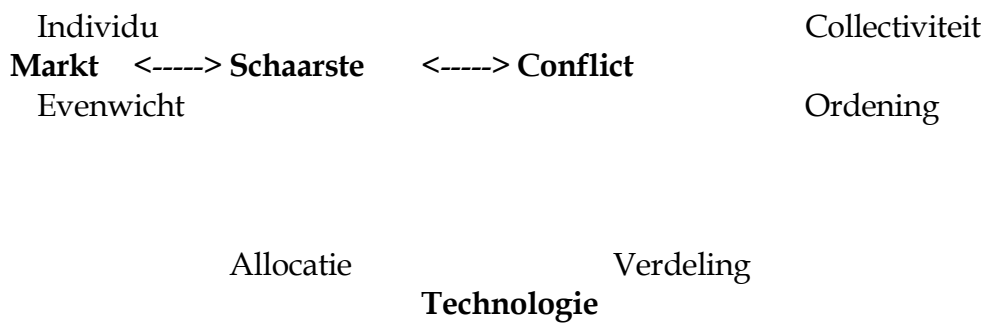 Individu Collectiviteit
Markt <-----> Schaarste <-----> Conflict
Evenwicht Ordening
Allocatie Verdeling
Technologie